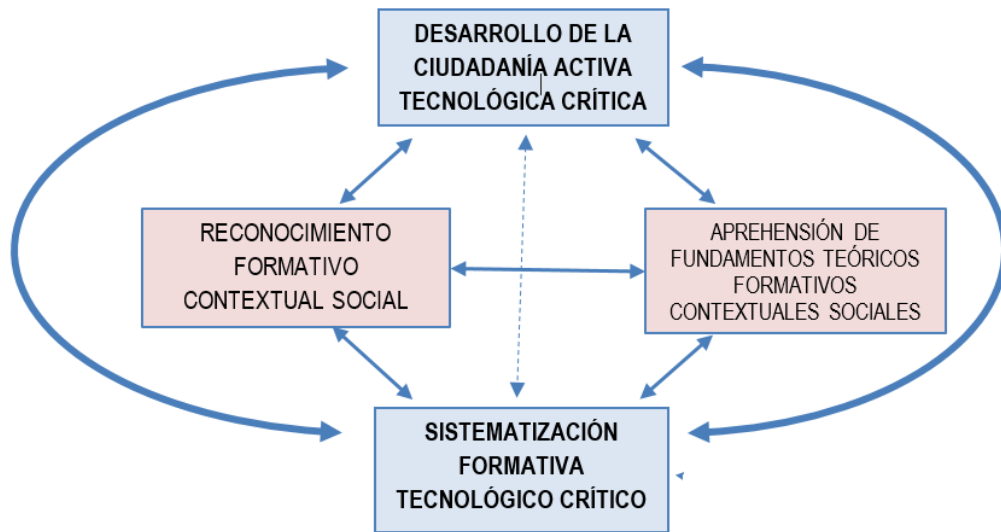 DESARROLLO DE LA
CIUDADANÍA ACTIVA
TECNOLÓGICA CRÍTICA
RECONOCIMIENTO
FORMATIVO
CONTEXTUAL SOCIAL
APREHENSIÓN DE
FUNDAMENTOS TEÓRICOS
FORMATIVOS
CONTEXTUALES SOCIALES
SISTEMATIZACIÓN
FORMATIVA
TECNOLÓGICO CRÍTICO